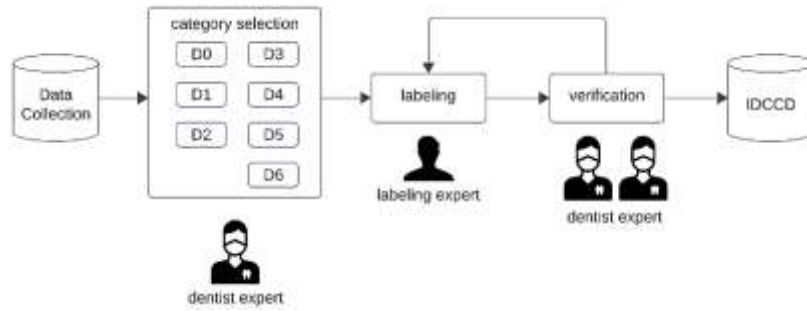 category selection
D0 D3
D1 D4
D2 D5
D6
Data
Collection
labeling
verification
IDCCD
labeling expert
dentist expert
dentist expert